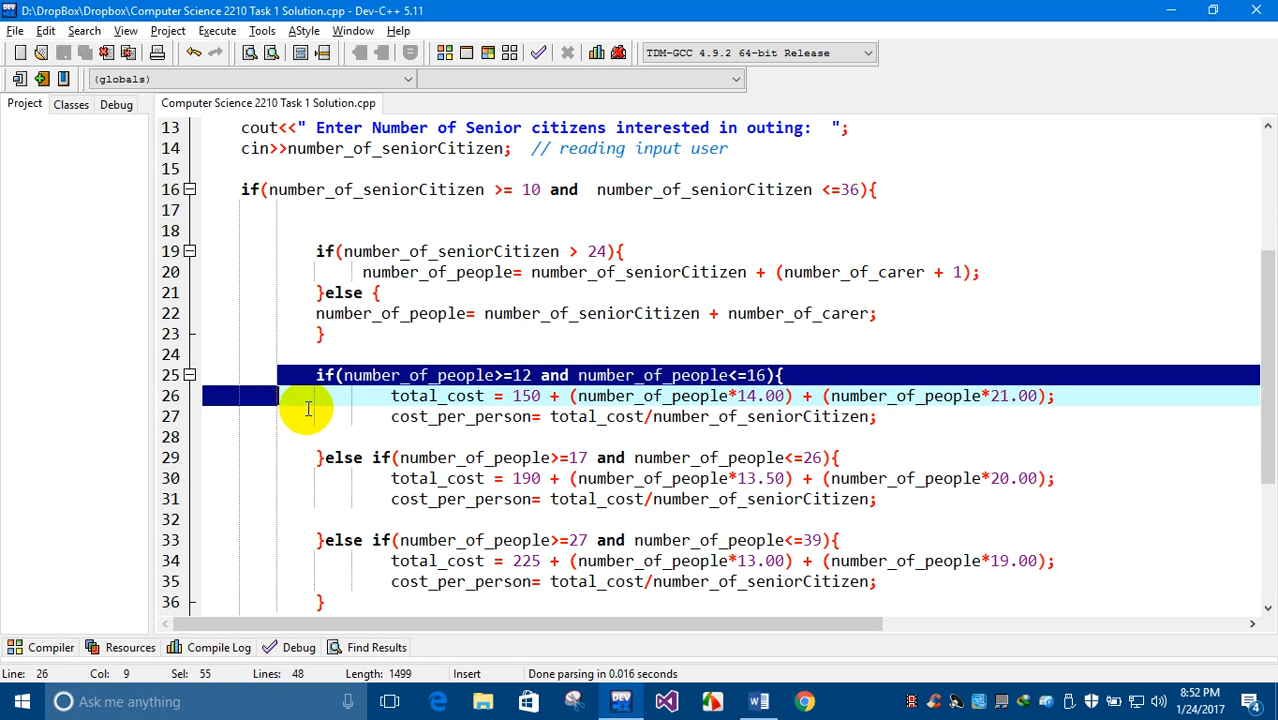 D:\DropBox\Dropbox\Computer Science 2210 Task 1 Solution.cpp - Dev-C++ 5.11
File Edit Search View Project Execute Tools AStyle Window Help
TDM-GCC 4.9.2 64-bit Release
(globals)
Project Classes Debug Computer Science 2210 Task 1 Solution.cpp
13 cout<<" Enter Number of Senior citizens interested in outing:  ";
14 cin>>number_of_seniorCitizen;  // reading input user
15
16 if(number_of_seniorCitizen >= 10 and  number_of_seniorCitizen <=36){
17
18
19 if(number_of_seniorCitizen > 24){
20 number_of_people= number_of_seniorCitizen + (number_of_carer + 1);
21 }else {
22 number_of_people= number_of_seniorCitizen + number_of_carer;
23 }
24
25 if(number_of_people>=12 and number_of_people<=16){
26 total_cost = 150 + (number_of_people*14.00) + (number_of_people*21.00);
27 cost_per_person= total_cost/number_of_seniorCitizen;
28
29 }else if(number_of_people>=17 and number_of_people<=26){
30 total_cost = 190 + (number_of_people*13.50) + (number_of_people*20.00);
31 cost_per_person= total_cost/number_of_seniorCitizen;
32
33 }else if(number_of_people>=27 and number_of_people<=39){
34 total_cost = 225 + (number_of_people*13.00) + (number_of_people*19.00);
35 cost_per_person= total_cost/number_of_seniorCitizen;
36 }
Compiler Resources Compile Log Debug Find Results
Line: 26 Col: 9 Sel: 55 Lines: 48 Length: 1499 Insert Done parsing in 0.016 seconds
Ask me anything
8:52 PM
1/24/2017
4